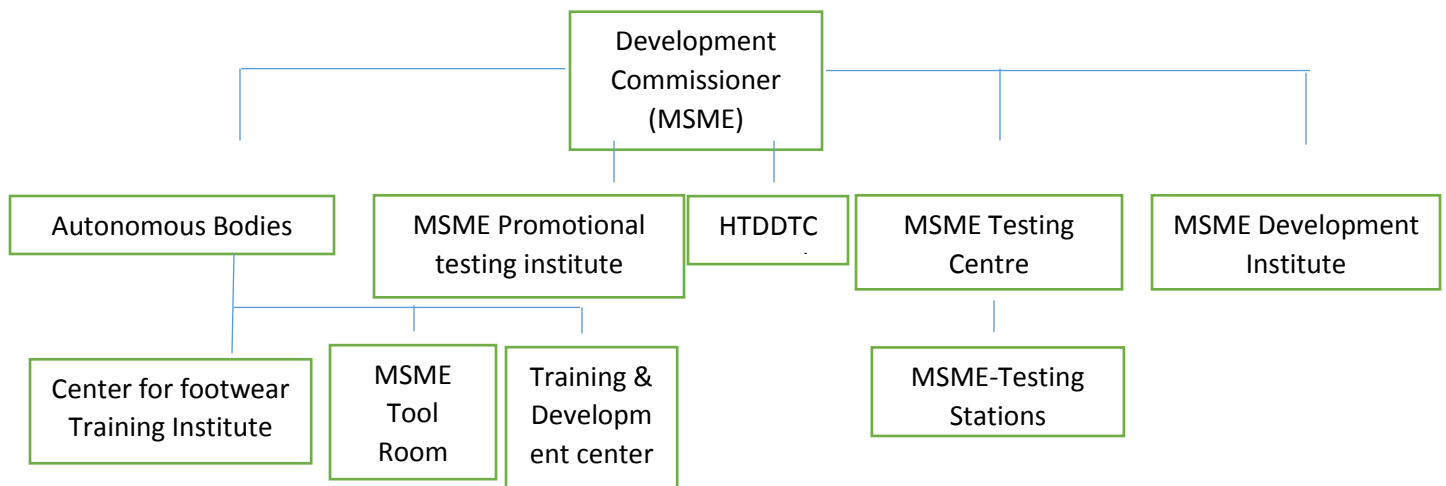 Development
Commissioner
(MSME)
Autonomous Bodies
MSME Promotional
testing institute
HTDDTC
MSME Testing
Centre
MSME Development
Institute
Center for footwear
Training Institute
MSME
Tool
Room
Training &
Developm
ent center
MSME-Testing
Stations